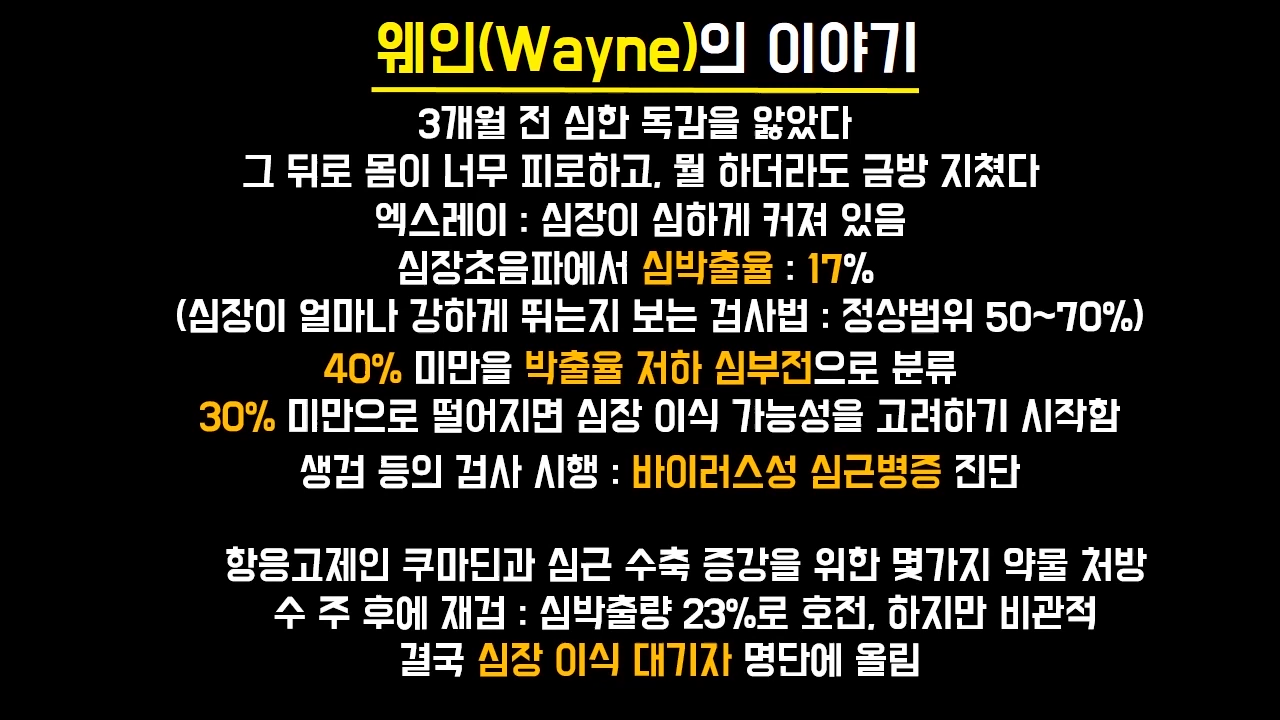 웨인(Wayne)의 이야기
3개월 전 심한 독감을 앓았다
그 뒤로 몸이 너무 피로하고, 뭘 하더라도 금방 지쳤다
엑스레이 : 심장이 심하게 커져 있음
심장초음파에서 심박출율 : 17%
(심장이 얼마나 강하게 뛰는지 보는 검사법 : 정상범위 50~70%)
40% 미만을 박출율 저하 심부전으로 분류
30% 미만으로 떨어지면 심장 이식 가능성을 고려하기 시작함
생검 등의 검사 시행 : 바이러스성 심근병증 진단
항응고제인 쿠마딘과 심근 수축 증강을 위한 몇가지 약물 처방
수 주 후에 재검 : 심박출량 23%로 호전, 하지만 비관적
결국 심장 이식 대기자 명단에 올림